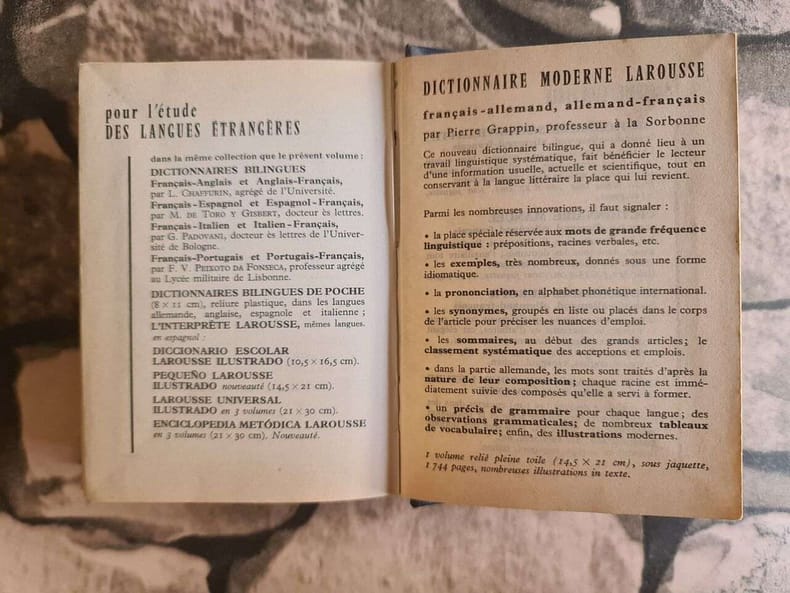 pour l'étude
DES LANGUES ÉTRANGÈRES
dans la même collection que le présent volume :
DICTIONNAIRES BILINGUES
Français-Anglais et Anglais-Français,
par L. CHAFFURIN, agrégé de l'Université.
Français-Espagnol et Espagnol-Français,
par M. DE TORO Y GISBERT, docteur ès lettres.
Français-Italien et Italien-Français,
par G. PADOVANI, docteur ès lettres de l'Univer-
sité de Bologne.
Français-Portugais et Portugais-Français,
par F. V. PEIXOTO DA FONSECA, professeur agrégé
au Lycée militaire de Lisbonne.
DICTIONNAIRES BILINGUES DE POCHE
(8 × 11 cm), reliure plastique, dans les langues
allemande, anglaise, espagnole et italienne ;
L'INTERPRÈTE LAROUSSE, mêmes langues.
en espagnol :
DICCIONARIO ESCOLAR
LAROUSSE ILUSTRADO (10,5 × 16,5 cm).
PEQUEÑO LAROUSSE
ILUSTRADO nouveauté (14,5 × 21 cm).
LAROUSSE UNIVERSAL
ILUSTRADO en 3 volumes (21 × 30 cm).
ENCICLOPEDIA METÓDICA LAROUSSE
en 3 volumes (21 × 30 cm). Nouveauté.
DICTIONNAIRE MODERNE LAROUSSE
français-allemand, allemand-français
par Pierre Grappin, professeur à la Sorbonne
Ce nouveau dictionnaire bilingue, qui a donné lieu à un
travail linguistique systématique, fait bénéficier le lecteur
d'une information usuelle, actuelle et scientifique, tout en
conservant à la langue littéraire la place qui lui revient.
Parmi les nombreuses innovations, il faut signaler :
• la place spéciale réservée aux mots de grande fréquence
linguistique : prépositions, racines verbales, etc.
• les exemples, très nombreux, donnés sous une forme
idiomatique.
• la prononciation, en alphabet phonétique international.
• les synonymes, groupés en liste ou placés dans le corps
de l'article pour préciser les nuances d'emploi.
• les sommaires, au début des grands articles ; le
classement systématique des acceptions et emplois.
• dans la partie allemande, les mots sont traités d'après la
nature de leur composition ; chaque racine est immé-
diatement suivie des composés qu'elle a servi à former.
• un précis de grammaire pour chaque langue ; des
observations grammaticales ; de nombreux tableaux
de vocabulaire ; enfin, des illustrations modernes.
1 volume relié pleine toile (14,5 × 21 cm), sous jaquette,
1 744 pages, nombreuses illustrations in texte.